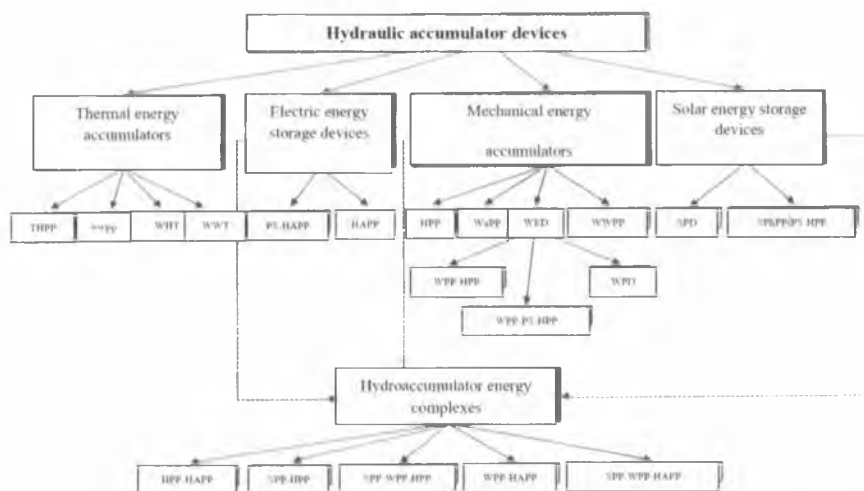 Hydraulic accumulator devices
Thermal energy
accumulators
Electric energy
storage devices
Mechanical energy
accumulators
Solar energy storage
devices
THPP
WHT
WWT
PS-HAPP
HAPP
HPP
WaPP
WED
WWPP
SPD
WPP-HPP
WPD
WPP-PS-HPP
Hydroaccumulator energy
complexes
HPP-HAPP
SPP-HPP
SPP-WPP-HPP
WPP-HAPP
SPP-WPP-HAPP